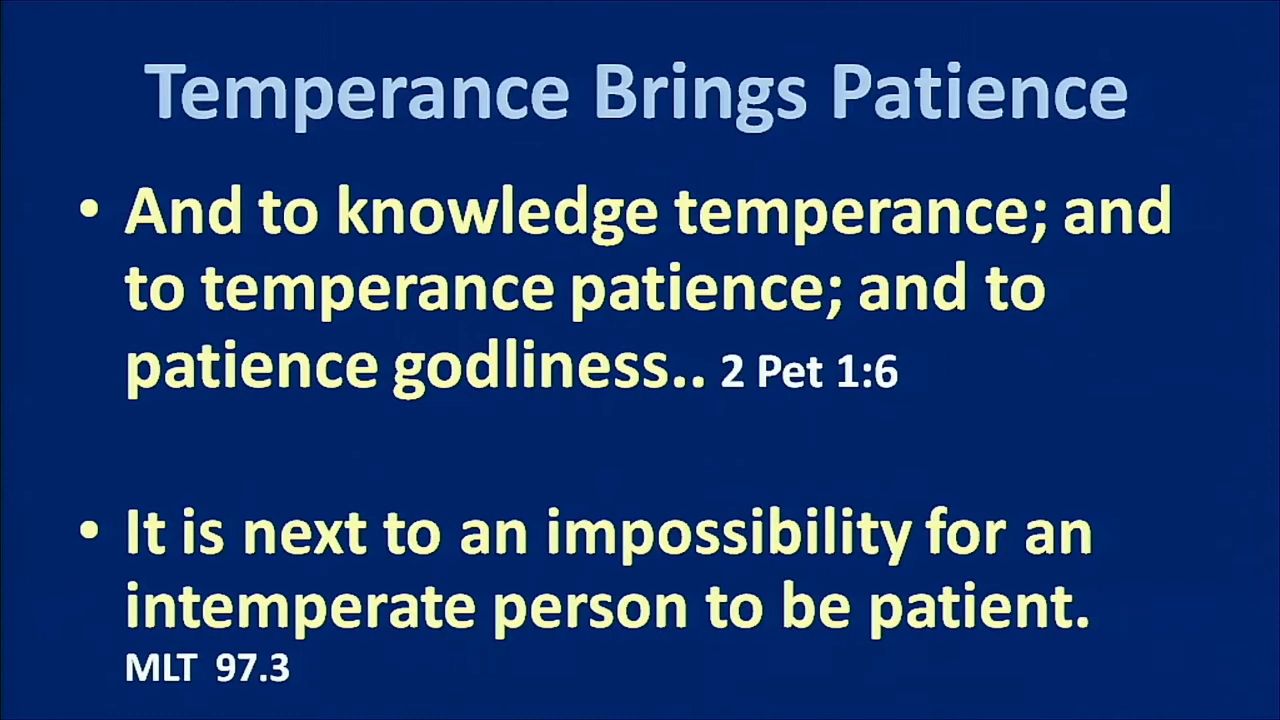 Temperance Brings Patience
• And to knowledge temperance; and
to temperance patience; and to
patience godliness.. 2 Pet 1:6
• It is next to an impossibility for an
intemperate person to be patient.
MLT 97.3